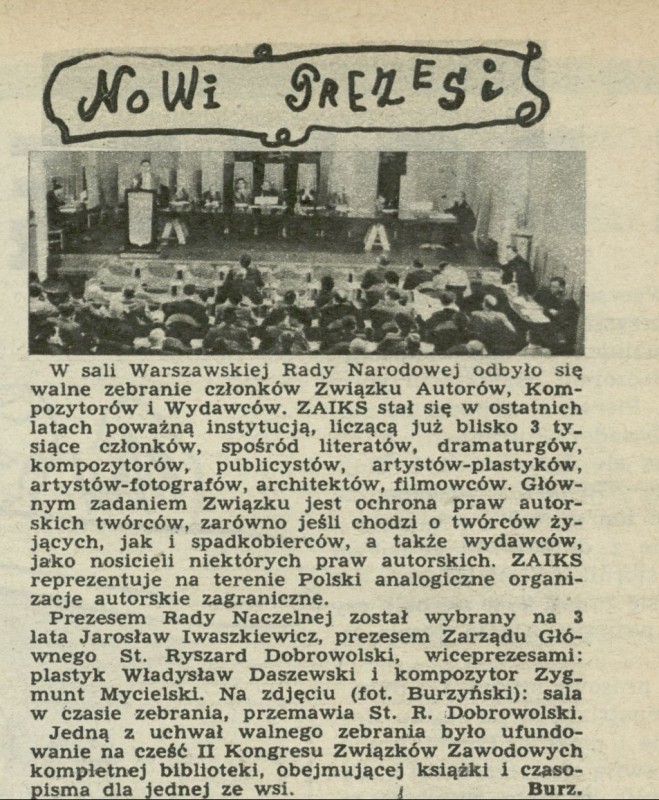 NOWI PREZESI
W sali Warszawskiej Rady Narodowej odbyło się
walne zebranie członków Związku Autorów, Kom-
pozytorów i Wydawców. ZAIKS stał się w ostatnich
latach poważną instytucją, liczącą już blisko 3 ty_
siące członków, spośród literatów, dramaturgów,
kompozytorów, publicystów, artystów-plastyków,
artystów-fotografów, architektów, filmowców. Głów-
nym zadaniem Związku jest ochrona praw autor-
skich twórców, zarówno jeśli chodzi o twórców ży-
jących, jak i spadkobierców, a także wydawców,
jako nosicieli niektórych praw autorskich. ZAIKS
reprezentuje na terenie Polski analogiczne organi-
zacje autorskie zagraniczne.
Prezesem Rady Naczelnej został wybrany na 3
lata Jarosław Iwaszkiewicz, prezesem Zarządu Głó-
wnego St. Ryszard Dobrowolski, wiceprezesami:
plastyk Władysław Daszewski i kompozytor Zyg_
munt Mycielski. Na zdjęciu (fot. Burzyński): sala
w czasie zebrania, przemawia St. R. Dobrowolski.
Jedną z uchwał walnego zebrania było ufundo-
wanie na cześć II Kongresu Związków Zawodowych
kompletnej biblioteki, obejmującej książki i czaso-
pisma dla jednej ze wsi. Burz.